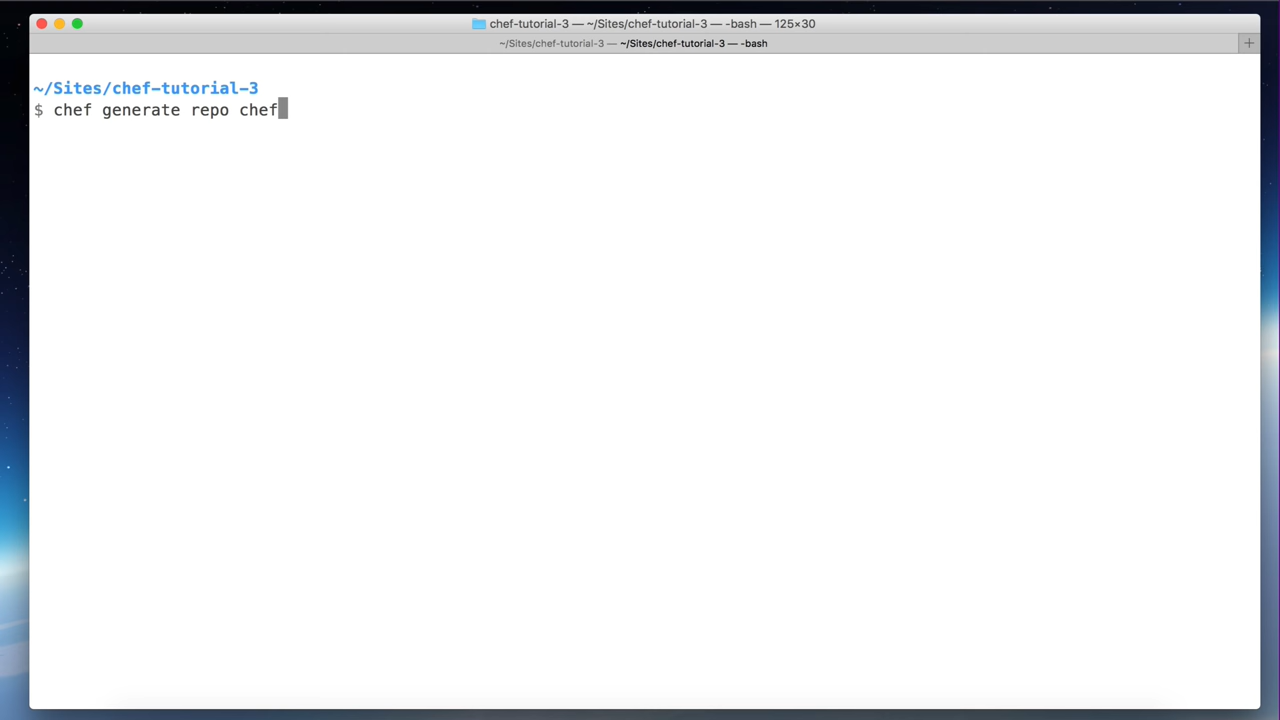 chef-tutorial-3 — ~/Sites/chef-tutorial-3 — -bash — 125×30
~/Sites/chef-tutorial-3 — ~/Sites/chef-tutorial-3 — -bash
~/Sites/chef-tutorial-3
$ chef generate repo chef